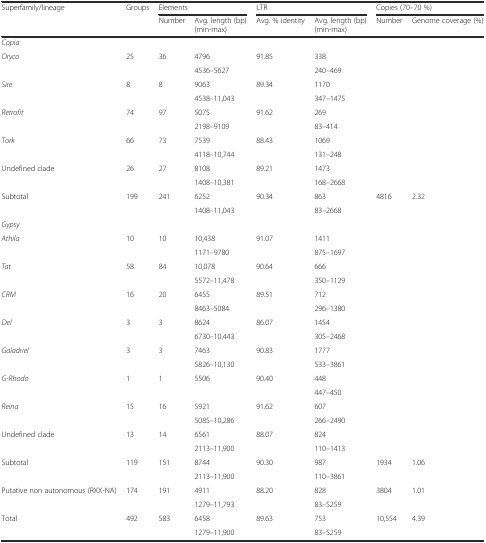 Superfamily/lineage Groups Elements LTR Copies (70–70 %)
Number Avg. length (bp) (min-max) Avg. % identity Avg. length (bp) (min-max) Number Genome coverage (%)
Copia
Oryco 25 36 4796 91.85 338
4536–5627 240–469
Sire 8 8 9063 89.34 1170
4538–11,043 347–1475
Retrofit 74 97 5075 91.62 269
2198–9109 83–414
Tork 66 73 7539 88.43 1069
4118–10,744 131–248
Undefined clade 26 27 8108 89.21 1473
1408–10,381 168–2668
Subtotal 199 241 6252 90.34 863 4816 2.32
1408–11,043 83–2668
Gypsy
Athila 10 10 10,438 91.07 1411
1171–9780 875–1697
Tat 58 84 10,078 90.64 666
5572–11,478 350–1129
CRM 16 20 6455 89.51 712
8463–5084 296–1380
Del 3 3 8624 86.07 1454
6730–10,443 305–2468
Galadriel 3 3 7463 90.83 1777
5826–10,130 533–3861
G-Rhodo 1 1 5506 90.40 448
447–450
Reina 15 16 5921 91.62 607
5085–10,286 266–2490
Undefined clade 13 14 6561 88.07 824
2113–11,900 110–1413
Subtotal 119 151 8744 90.30 987 1934 1.06
2113–11,900 110–3861
Putative non autonomous (RXX-NA) 174 191 4911 88.20 828 3804 1.01
1279–11,793 83–5259
Total 492 583 6458 89.63 753 10,554 4.39
1279–11,900 83–5259